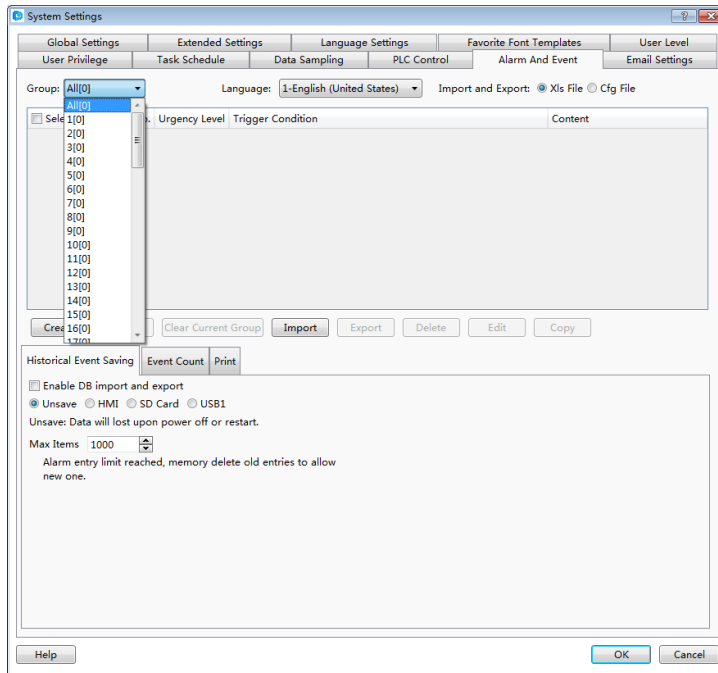 System Settings
Global Settings Extended Settings Language Settings Favorite Font Templates User Level
User Privilege Task Schedule Data Sampling PLC Control Alarm And Event Email Settings
Group: All[0] Language: 1-English (United States) Import and Export: Xls File Cfg File
All[0]
Urgency Level Trigger Condition Content
1[0]
2[0]
3[0]
4[0]
5[0]
6[0]
7[0]
8[0]
9[0]
10[0]
11[0]
12[0]
13[0]
14[0]
15[0]
16[0]
17[0]
Clear Current Group Import Export Delete Edit Copy
Historical Event Saving Event Count Print
Enable DB import and export
Unsave HMI SD Card USB1
Unsave: Data will lost upon power off or restart.
Max Items 1000
Alarm entry limit reached, memory delete old entries to allow
new one.
Help OK Cancel